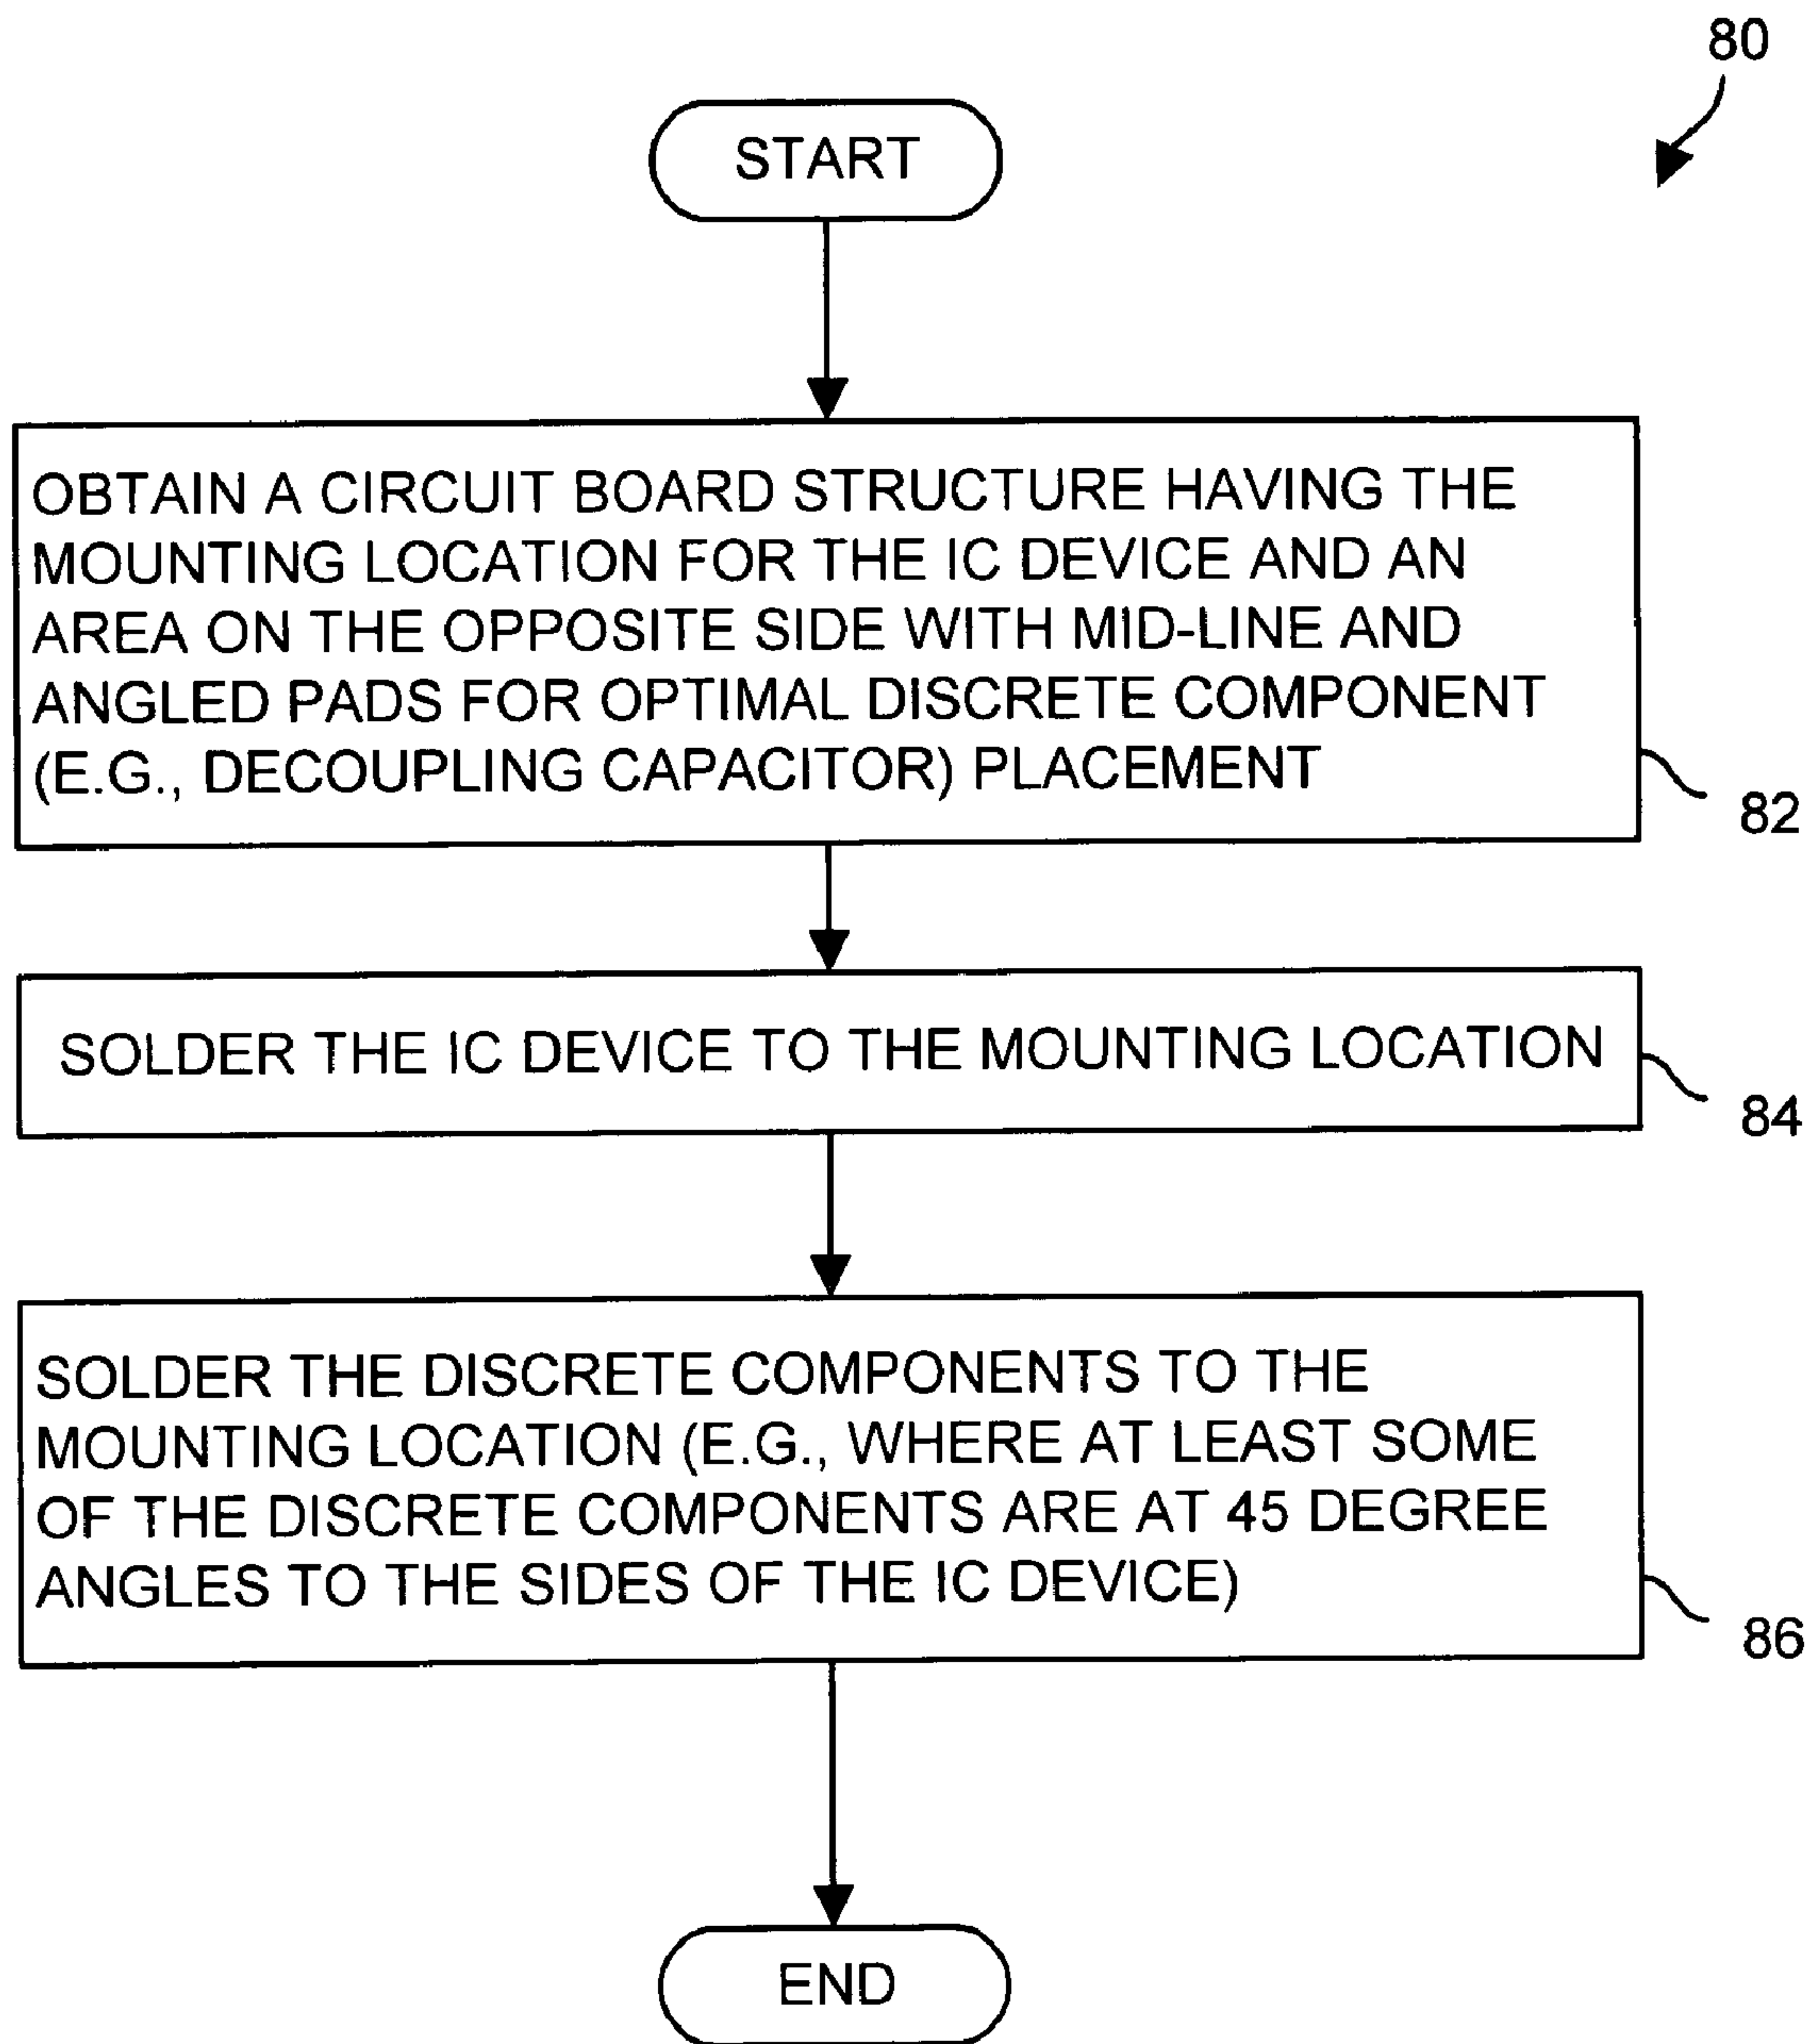 80
START
OBTAIN A CIRCUIT BOARD STRUCTURE HAVING THE
MOUNTING LOCATION FOR THE IC DEVICE AND AN
AREA ON THE OPPOSITE SIDE WITH MID-LINE AND
ANGLED PADS FOR OPTIMAL DISCRETE COMPONENT
(E.G., DECOUPLING CAPACITOR) PLACEMENT
82
SOLDER THE IC DEVICE TO THE MOUNTING LOCATION
84
SOLDER THE DISCRETE COMPONENTS TO THE
MOUNTING LOCATION (E.G., WHERE AT LEAST SOME
OF THE DISCRETE COMPONENTS ARE AT 45 DEGREE
ANGLES TO THE SIDES OF THE IC DEVICE)
86
END